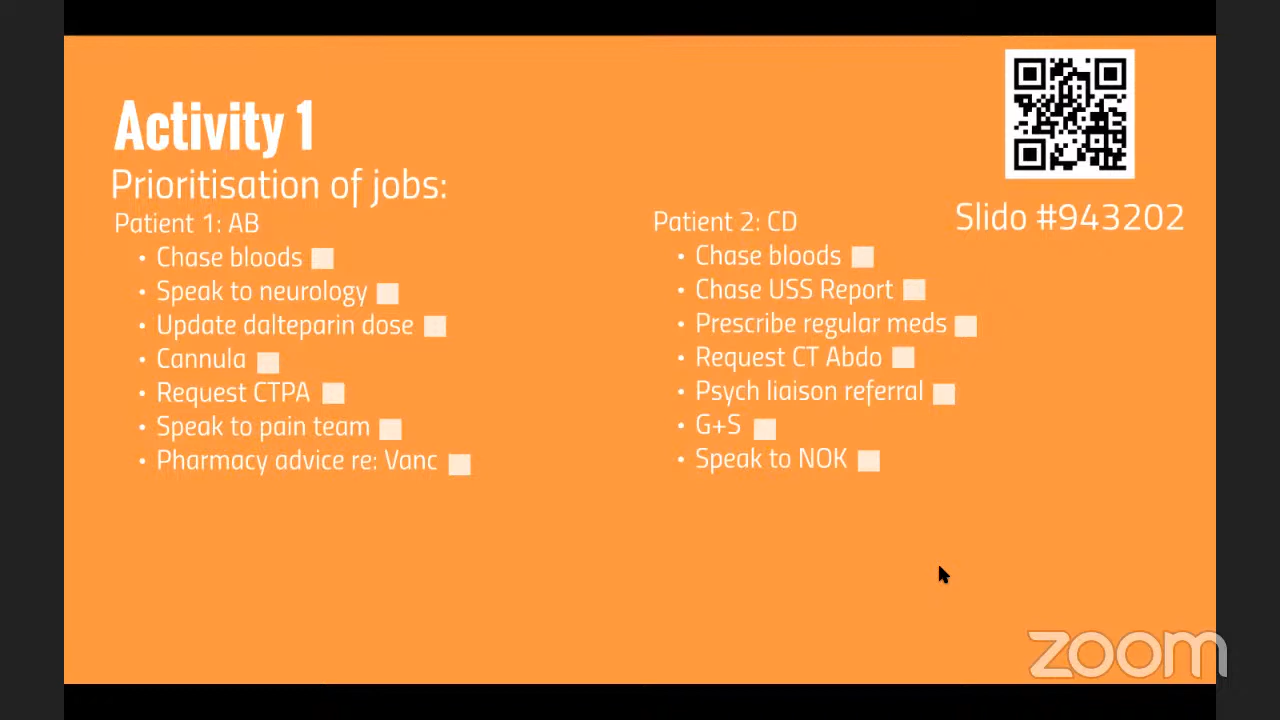 Activity 1
Prioritisation of jobs:
Patient 1: AB
• Chase bloods
• Speak to neurology
• Update dalteparin dose
• Cannula
• Request CTPA
• Speak to pain team
• Pharmacy advice re: Vanc
Patient 2: CD
• Chase bloods
• Chase USS Report
• Prescribe regular meds
• Request CT Abdo
• Psych liaison referral
• G+S
• Speak to NOK
Slido #943202
zoom